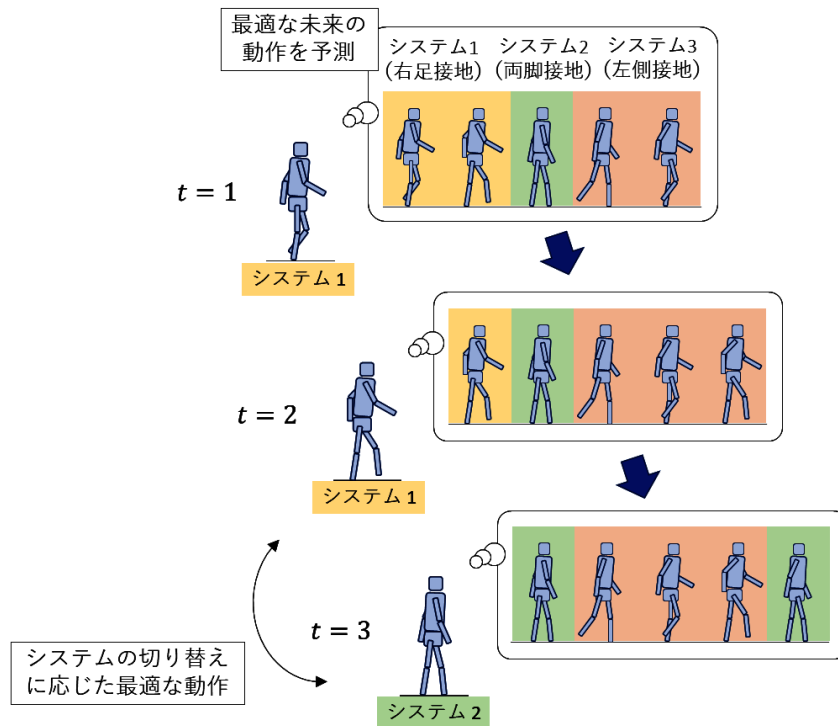 最適な未来の
動作を予測
システム1
(右足接地)
システム2
(両脚接地)
システム3
(左側接地)
t = 1
システム 1
t = 2
システム 1
t = 3
システムの切り替え
に応じた最適な動作
システム 2